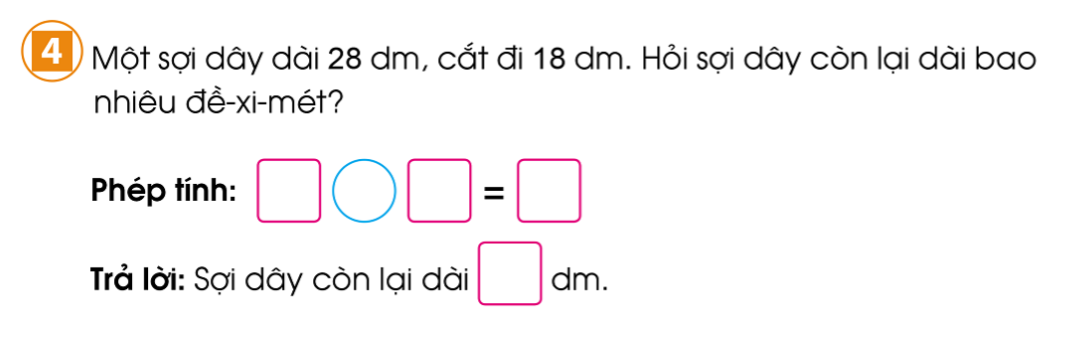 4 Một sợi dây dài 28 dm, cắt đi 18 dm. Hỏi sợi dây còn lại dài bao
nhiêu đề-xi-mét?
Phép tính: =
Trả lời: Sợi dây còn lại dài dm.